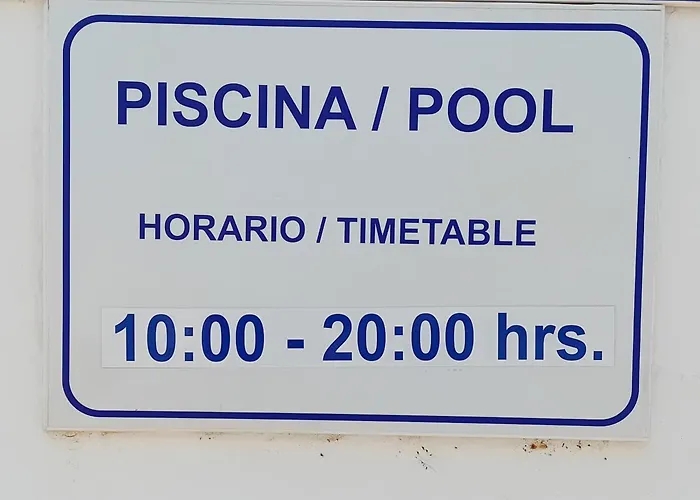 PISCINA / POOL
HORARIO / TIMETABLE
10:00 - 20:00 hrs.